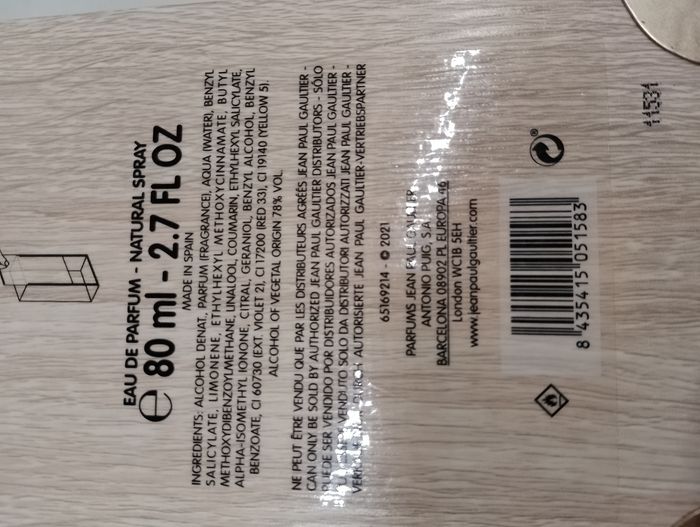 EAU DE PARFUM - NATURAL SPRAY
℮ 80 ml - 2.7 FL OZ
MADE IN SPAIN
INGREDIENTS: ALCOHOL DENAT., PARFUM (FRAGRANCE), AQUA (WATER), BENZYL
SALICYLATE, LIMONENE, ETHYLHEXYL METHOXYCINNAMATE, BUTYL
METHOXYDIBENZOYLMETHANE, LINALOOL, COUMARIN, ETHYLHEXYL SALICYLATE,
ALPHA-ISOMETHYL IONONE, CITRAL, GERANIOL, BENZYL ALCOHOL, BENZYL
BENZOATE, CI 60730 (EXT. VIOLET 2), CI 17200 (RED 33), CI 19140 (YELLOW 5).
ALCOHOL OF VEGETAL ORIGIN 78% VOL.
NE PEUT ÊTRE VENDU QUE PAR LES DISTRIBUTEURS AGRÉÉS JEAN PAUL GAULTIER -
CAN ONLY BE SOLD BY AUTHORIZED JEAN PAUL GAULTIER DISTRIBUTORS - SÓLO
PUEDE SER VENDIDO POR DISTRIBUIDORES AUTORIZADOS JEAN PAUL GAULTIER -
VENDUTO SOLO DA DISTRIBUTORI AUTORIZZATI JEAN PAUL GAULTIER -
DURCH AUTORISIERTE JEAN PAUL GAULTIER-VERTRIEBSPARTNER
65169214 - © 2021
PARFUMS JEAN PAUL GAULTIER
ANTONIO PUIG, S.A.
BARCELONA 08902 PL EUROPA 46
London WC1B 5EH
www.jeanpaulgaultier.com
8 435415 051583
11531